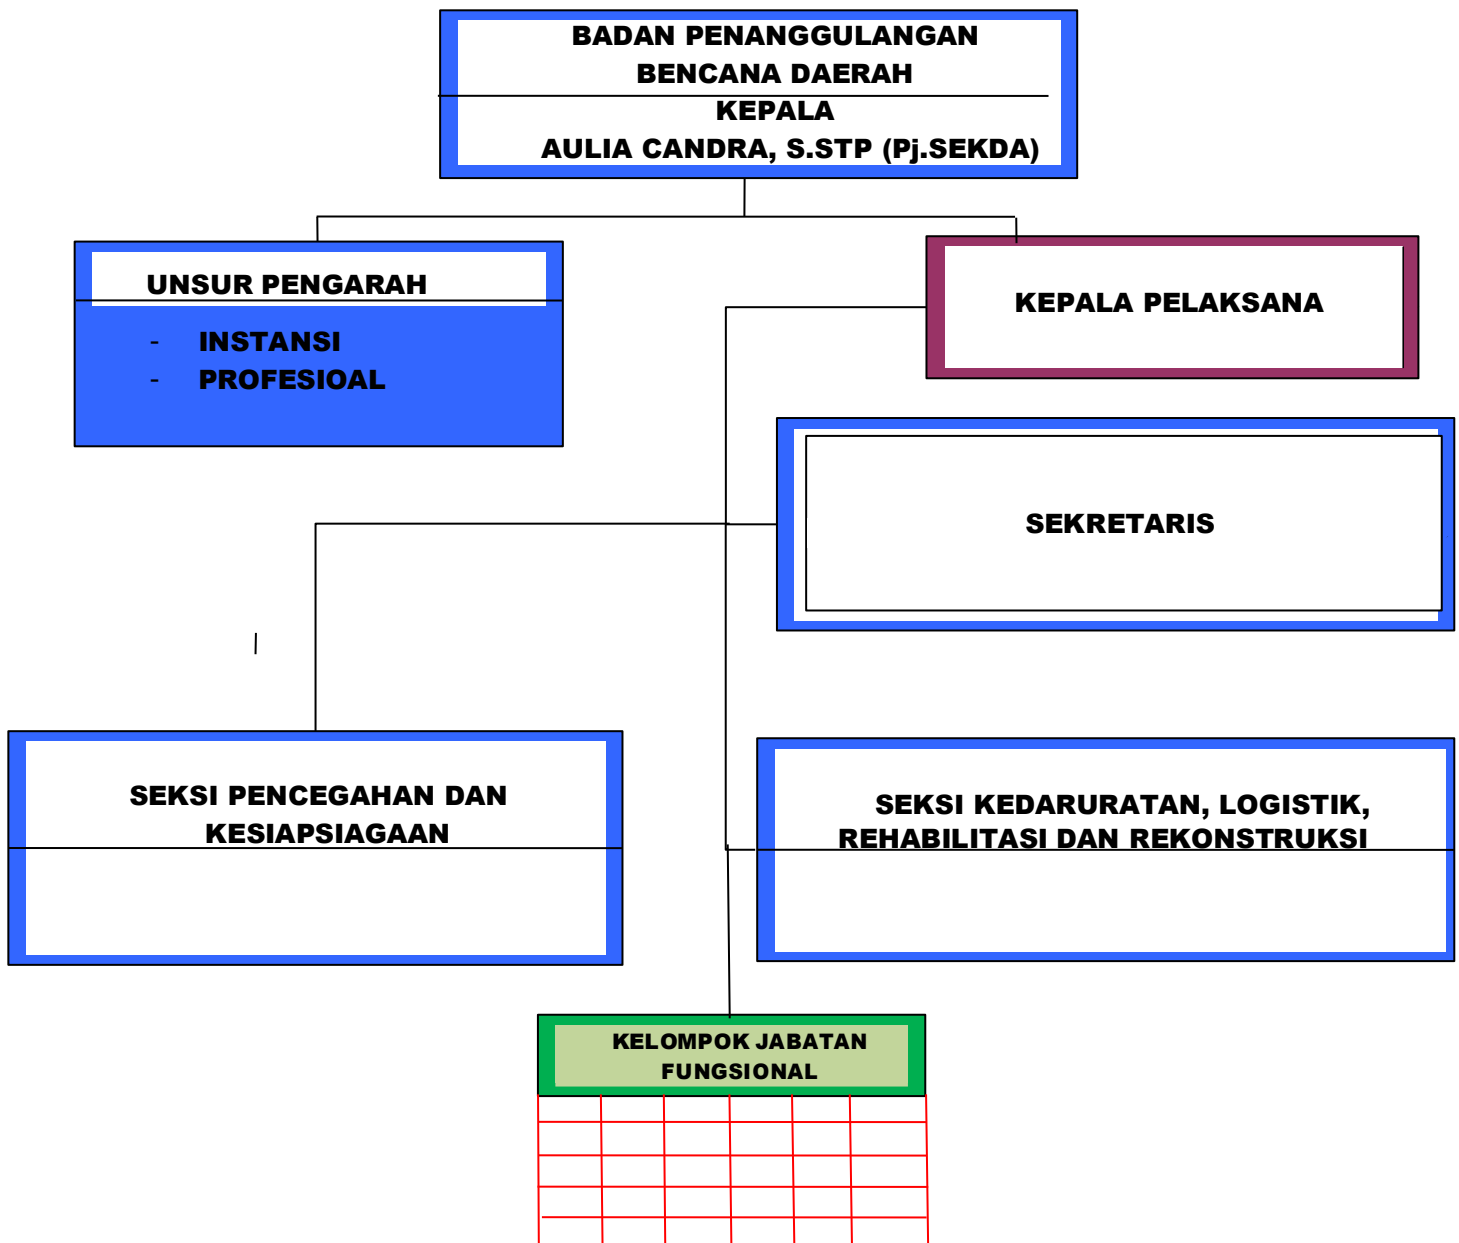 BADAN PENANGGULANGAN
BENCANA DAERAH
KEPALA
AULIA CANDRA, S.STP (Pj.SEKDA)
UNSUR PENGARAH
- INSTANSI
- PROFESIOAL
KEPALA PELAKSANA
SEKRETARIS
SEKSI PENCEGAHAN DAN
KESIAPSIAGAAN
SEKSI KEDARURATAN, LOGISTIK,
REHABILITASI DAN REKONSTRUKSI
KELOMPOK JABATAN
FUNGSIONAL